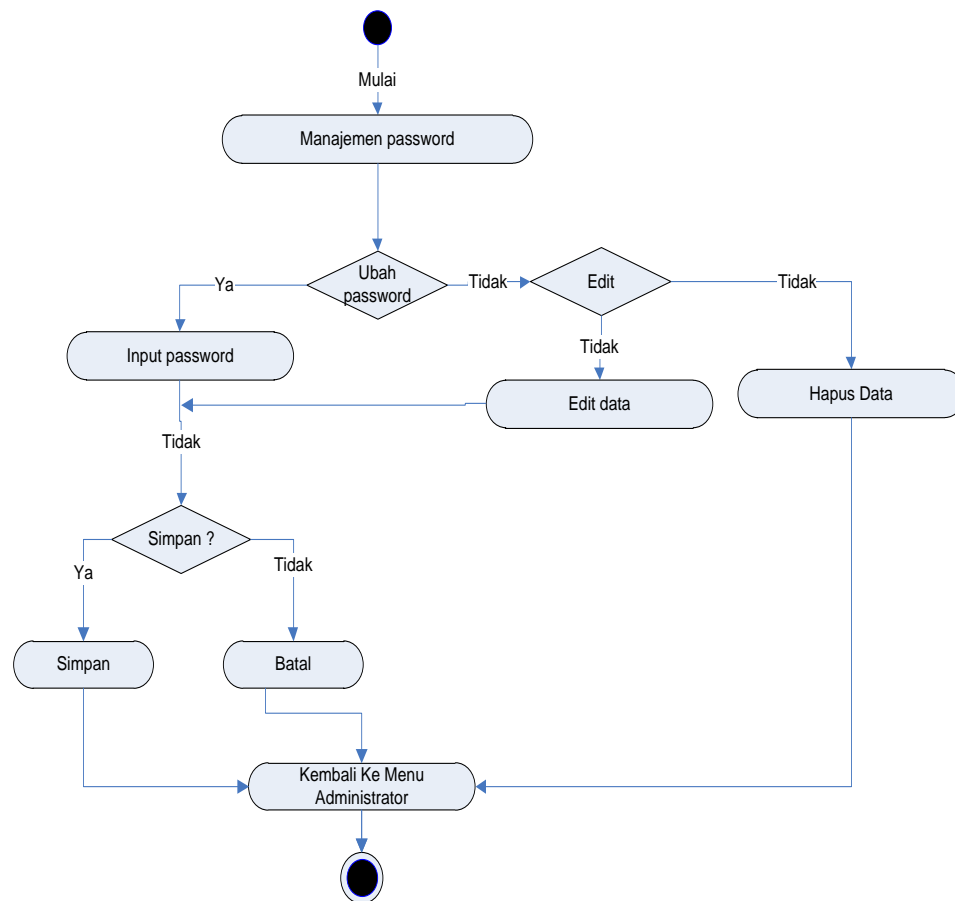 Mulai
Manajemen password
Ubah
password
Ya
Tidak
Edit
Tidak
Tidak
Input password
Edit data
Hapus Data
Tidak
Simpan ?
Ya
Tidak
Simpan
Batal
Kembali Ke Menu
Administrator